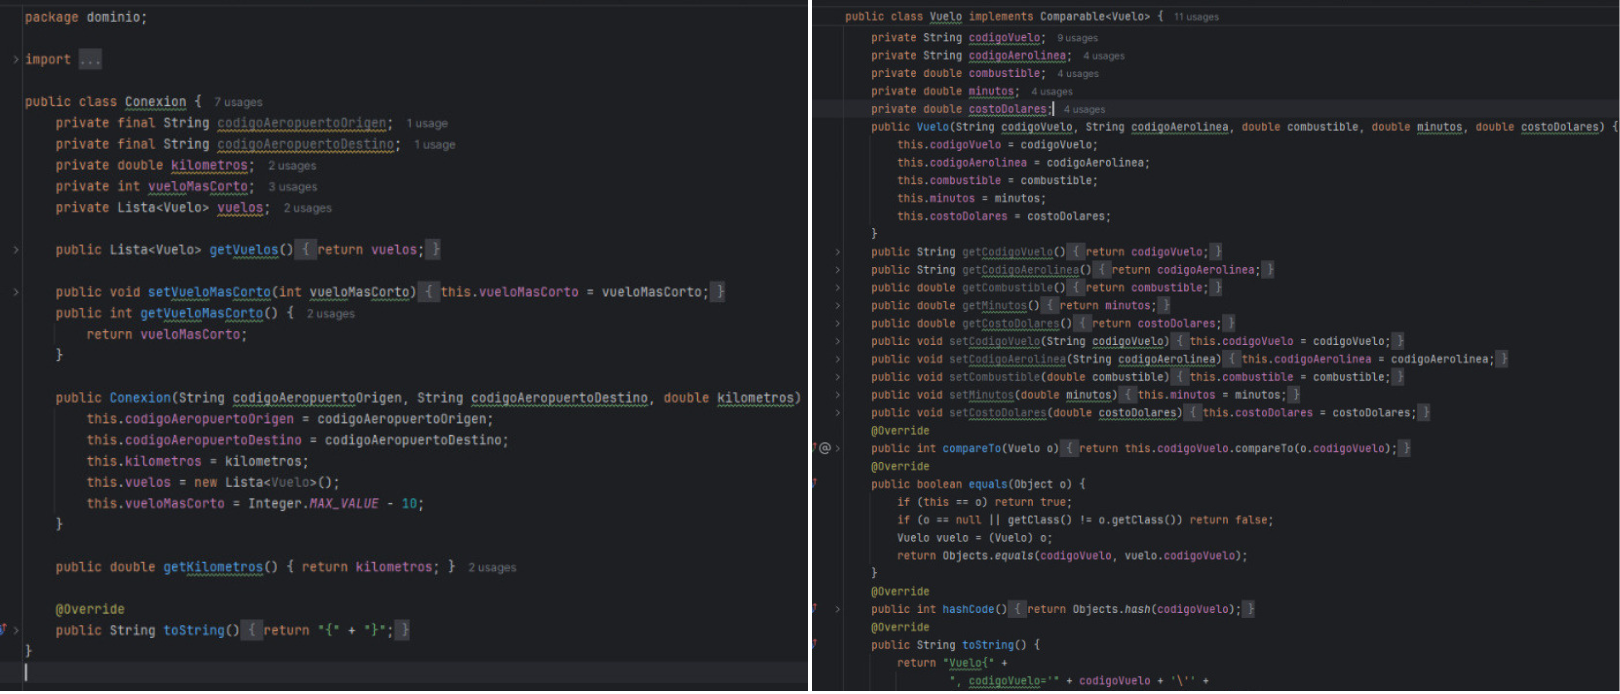 package dominio;
import ...
public class Conexion {  7 usages
private final String codigoAeropuertoOrigen;  1 usage
private final String codigoAeropuertoDestino;  1 usage
private double kilometros;  2 usages
private int vueloMasCorto;  3 usages
private Lista<Vuelo> vuelos;  2 usages
public Lista<Vuelo> getVuelos() { return vuelos; }
public void setVueloMasCorto(int vueloMasCorto) { this.vueloMasCorto = vueloMasCorto; }
public int getVueloMasCorto() {  2 usages
return vueloMasCorto;
}
public Conexion(String codigoAeropuertoOrigen, String codigoAeropuertoDestino, double kilometros)
this.codigoAeropuertoOrigen = codigoAeropuertoOrigen;
this.codigoAeropuertoDestino = codigoAeropuertoDestino;
this.kilometros = kilometros;
this.vuelos = new Lista<Vuelo>();
this.vueloMasCorto = Integer.MAX_VALUE - 10;
}
public double getKilometros() { return kilometros; }  2 usages
@Override
public String toString() { return "{" + "}"; }
}
public class Vuelo implements Comparable<Vuelo> {  11 usages
private String codigoVuelo;  9 usages
private String codigoAerolinea;  4 usages
private double combustible;  4 usages
private double minutos;  4 usages
private double costoDolares;  4 usages
public Vuelo(String codigoVuelo, String codigoAerolinea, double combustible, double minutos, double costoDolares) {
this.codigoVuelo = codigoVuelo;
this.codigoAerolinea = codigoAerolinea;
this.combustible = combustible;
this.minutos = minutos;
this.costoDolares = costoDolares;
}
public String getCodigoVuelo() { return codigoVuelo; }
public String getCodigoAerolinea() { return codigoAerolinea; }
public double getCombustible() { return combustible; }
public double getMinutos() { return minutos; }
public double getCostoDolares() { return costoDolares; }
public void setCodigoVuelo(String codigoVuelo) { this.codigoVuelo = codigoVuelo; }
public void setCodigoAerolinea(String codigoAerolinea) { this.codigoAerolinea = codigoAerolinea; }
public void setCombustible(double combustible) { this.combustible = combustible; }
public void setMinutos(double minutos) { this.minutos = minutos; }
public void setCostoDolares(double costoDolares) { this.costoDolares = costoDolares; }
@Override
public int compareTo(Vuelo o) { return this.codigoVuelo.compareTo(o.codigoVuelo); }
@Override
public boolean equals(Object o) {
if (this == o) return true;
if (o == null || getClass() != o.getClass()) return false;
Vuelo vuelo = (Vuelo) o;
return Objects.equals(codigoVuelo, vuelo.codigoVuelo);
}
@Override
public int hashCode() { return Objects.hash(codigoVuelo); }
@Override
public String toString() {
return "Vuelo{" +
", codigoVuelo='" + codigoVuelo + '\'' +